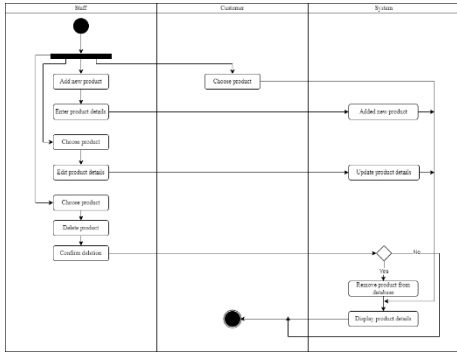 Stuff
Customer
System
Add new product
Choose product
Enter product details
Added new product
Choose product
Edit product details
Update product details
Choose product
Delete product
Confirm deletion
No
Yes
Remove product from
database
Display product details